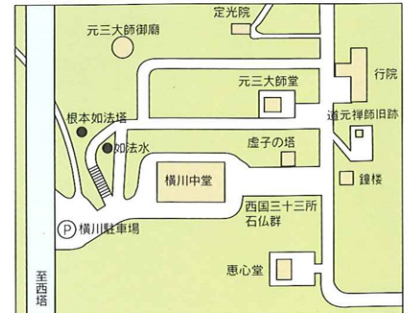 定光院
元三大師御廟
行院
元三大師堂
道元禅師旧跡
根本如法塔
如法水
虚子の塔
鐘楼
横川中堂
西国三十三所
石仏群
P 横川駐車場
恵心堂
至西塔